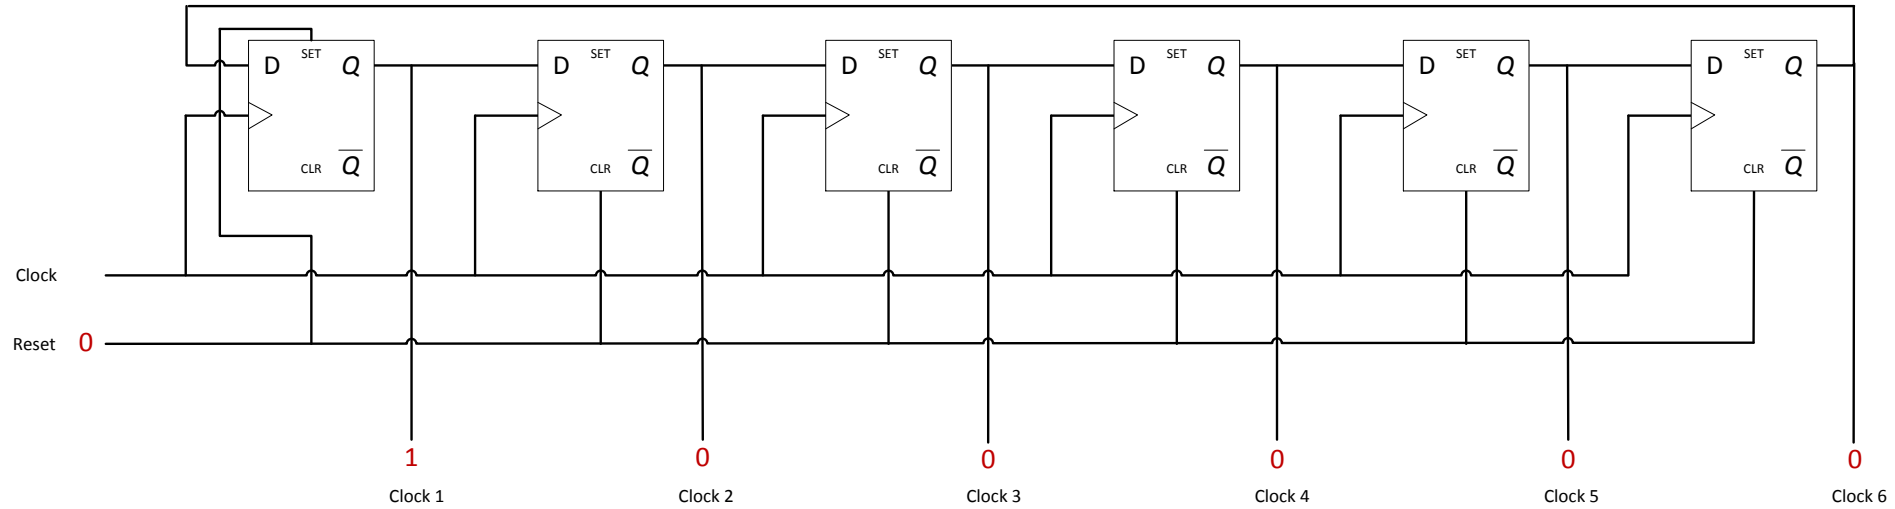 SET SET SET SET SET SET
D Q D Q D Q D Q D Q D Q
CLR Q CLR Q CLR Q CLR Q CLR Q CLR Q
Clock
Reset 0
1 0 0 0 0 0
Clock 1 Clock 2 Clock 3 Clock 4 Clock 5 Clock 6